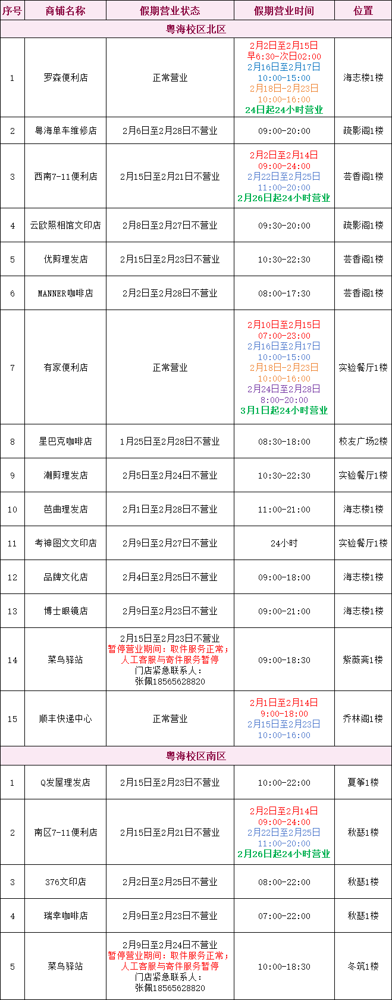 序号 商铺名称 假期营业状态 假期营业时间 位置
粤海校区北区
1 罗森便利店 正常营业 2月2日至2月15日
早6:30-次日02:00
2月16日至2月17日
10:00-15:00
2月18日-2月23日
10:00-16:00
24日起24小时营业 海志楼1楼
2 粤海单车维修店 2月6日至2月28日不营业 09:00-20:00 疏影阁1楼
3 西南7-11便利店 2月15日至2月21日不营业 2月2日至2月14日
09:00-24:00
2月22日至2月25日
11:00-20:00
2月26日起24小时营业 芸香阁1楼
4 云欧照相馆文印店 2月8日至2月27日不营业 09:30-20:00 疏影阁1楼
5 优剪理发店 2月15日至2月23日不营业 10:30-22:30 芸香阁1楼
6 MANNER咖啡店 2月2日至2月28日不营业 08:00-17:30 芸香阁1楼
7 有家便利店 正常营业 2月10日至2月15日
07:00-23:00
2月16日至2月17日
10:00-15:00
2月18日-2月23日
10:00-16:00
2月24日至2月28日
8:00-20:00
3月1日起24小时营业 实验餐厅1楼
8 星巴克咖啡店 1月25日至2月28日不营业 08:30-18:00 校友广场2楼
9 潮剪理发店 2月5日至2月24日不营业 10:30-22:30 实验餐厅1楼
10 芭曲理发店 2月1日至2月28日不营业 11:00-21:00 海志楼1楼
11 考神图文文印店 2月9日至2月27日不营业 24小时 实验餐厅1楼
12 品牌文化店 2月4日至2月25日不营业 09:00-18:00 海志楼1楼
13 博士眼镜店 2月9日至2月23日不营业 09:00-21:00 海志楼1楼
14 菜鸟驿站 2月15日至2月23日不营业
暂停营业期间：取件服务正常；
人工客服与寄件服务暂停
门店紧急联系人：
张佩18565628820 09:00-18:30 紫薇斋1楼
15 顺丰快递中心 正常营业 2月1日至2月14日
9:00-18:00
2月15日至2月23日
10:00-16:00 乔林阁1楼
粤海校区南区
1 Q发屋理发店 2月15日至2月23日不营业 10:00-22:00 夏筝1楼
2 南区7-11便利店 2月15日至2月21日不营业 2月2日至2月14日
09:00-24:00
2月22日至2月25日
11:00-20:00
2月26日起24小时营业 秋瑟1楼
3 376文印店 2月2日至2月25日不营业 08:00-22:00 秋瑟1楼
4 瑞幸咖啡店 2月9日至2月23日不营业 07:00-22:00 秋瑟1楼
5 菜鸟驿站 2月9日至2月24日不营业
暂停营业期间：取件服务正常；
人工客服与寄件服务暂停
门店紧急联系人：
张佩18565628820 10:00-18:30 冬筑1楼